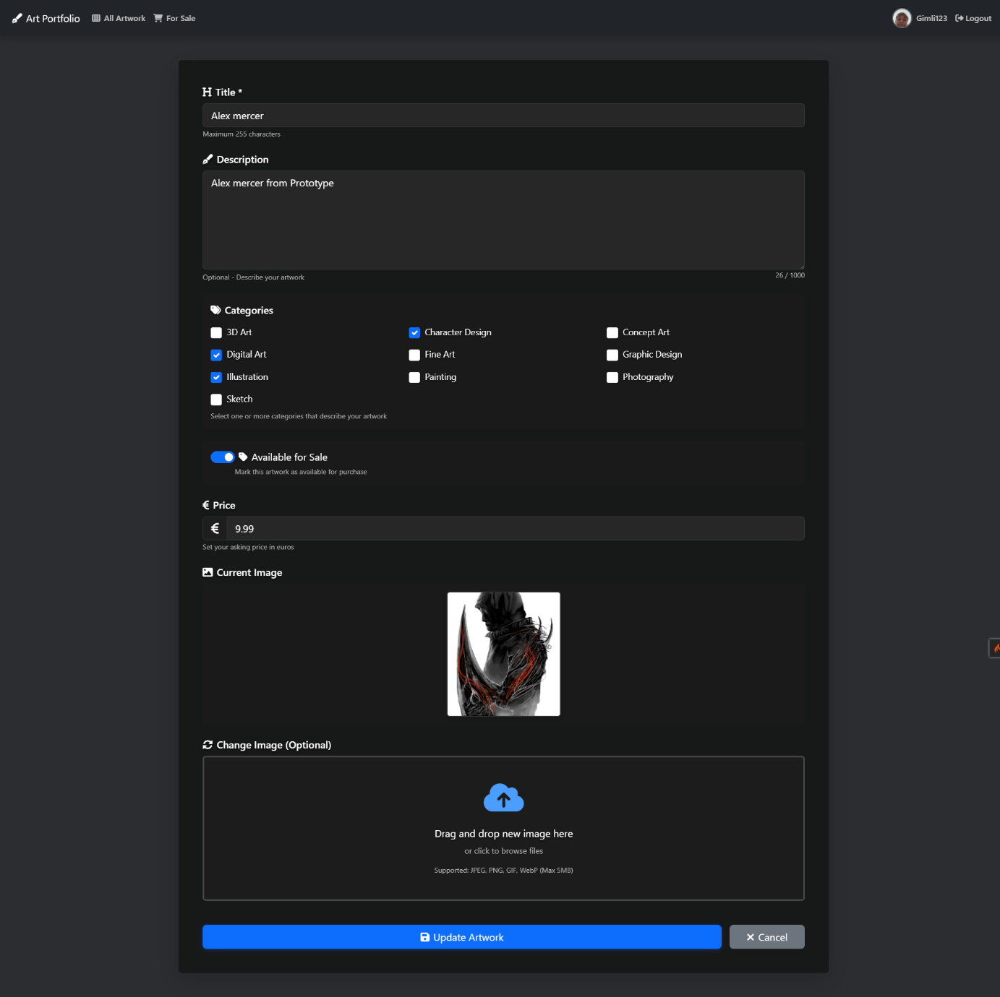 Art Portfolio All Artwork For Sale Gimli123 Logout
Title *
Alex mercer
Maximum 255 characters
Description
Alex mercer from Prototype
Optional - Describe your artwork 26 / 1000
Categories
3D Art Character Design Concept Art
Digital Art Fine Art Graphic Design
Illustration Painting Photography
Sketch
Select one or more categories that describe your artwork
Available for Sale
Mark this artwork as available for purchase
€ Price
€ 9.99
Set your asking price in euros
Current Image
Change Image (Optional)
Drag and drop new image here
or click to browse files
Supported: JPEG, PNG, GIF, WebP (Max 5MB)
Update Artwork Cancel